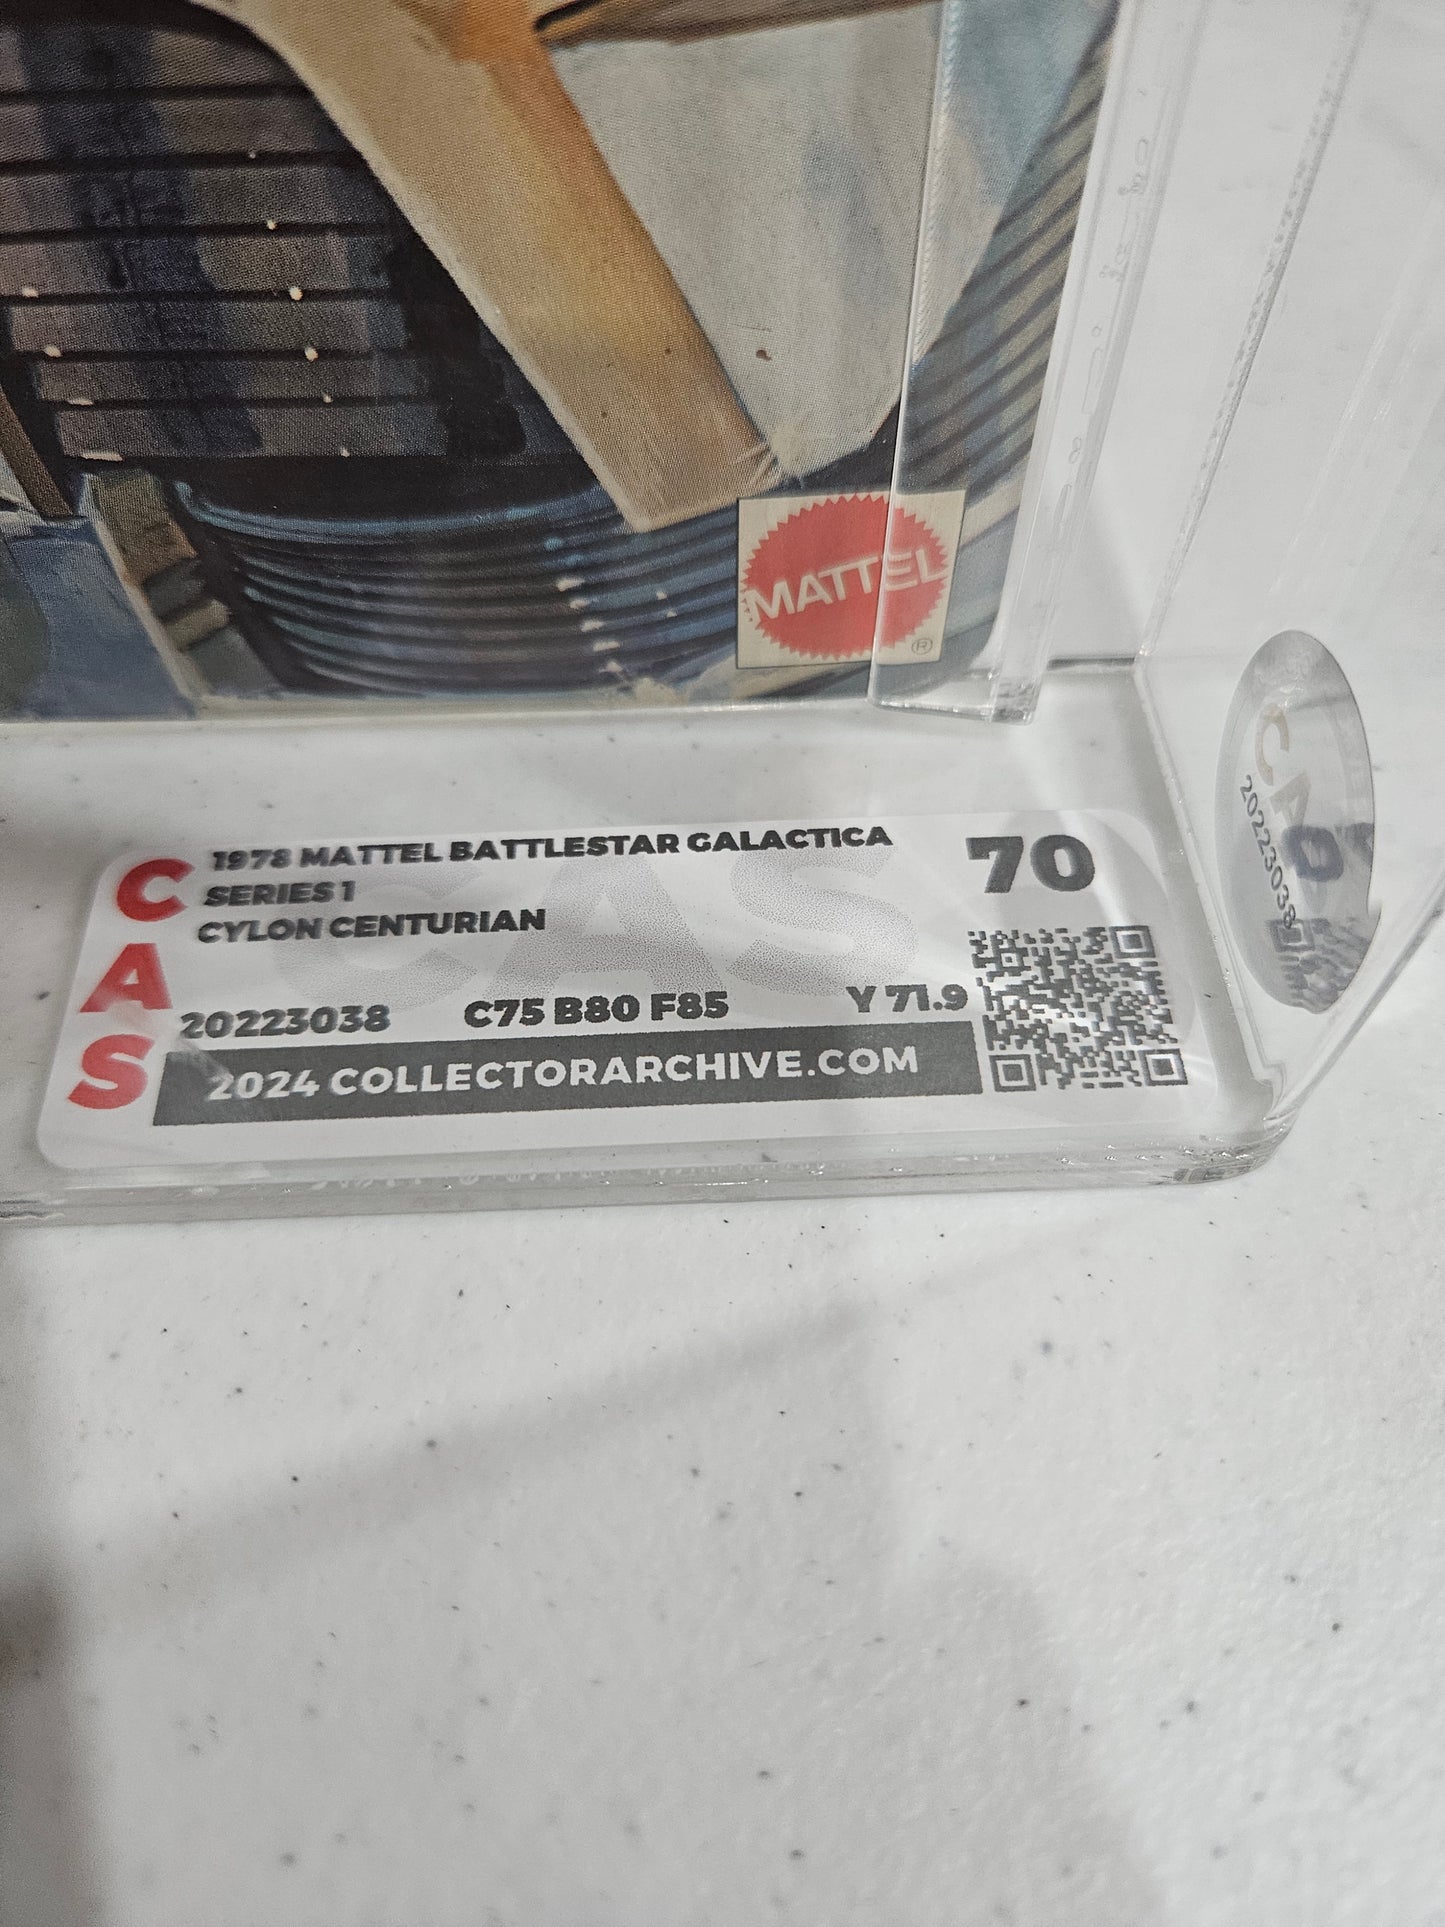 MATTEL
®
CAS
1978 MATTEL BATTLESTAR GALACTICA
70
SERIES 1
CYLON CENTURIAN
20223038 C75 B80 F85 Y 71.9
2024 COLLECTORARCHIVE.COM
CAS
20223038